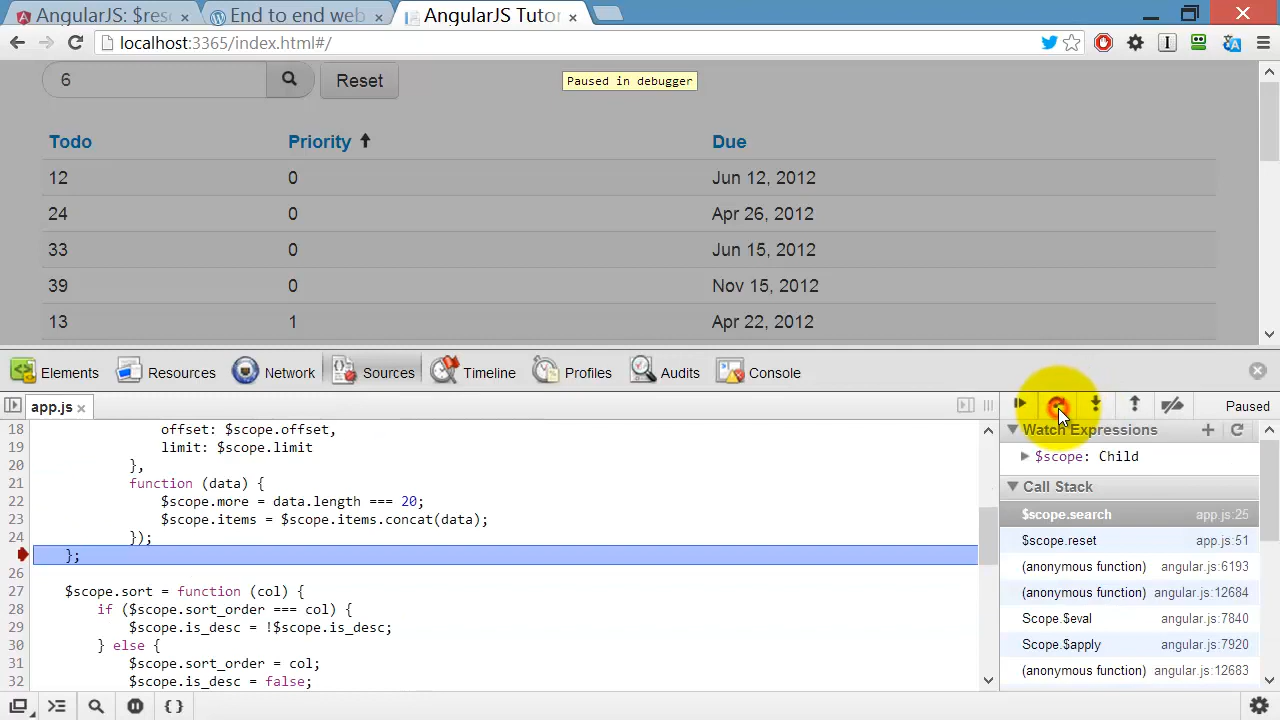 AngularJS: $res
End to end web
AngularJS Tutor
localhost:3365/index.html#/
6
Reset
Paused in debugger
Todo Priority Due
12 0 Jun 12, 2012
24 0 Apr 26, 2012
33 0 Jun 15, 2012
39 0 Nov 15, 2012
13 1 Apr 22, 2012
Elements Resources Network Sources Timeline Profiles Audits Console
app.js
Paused
18 offset: $scope.offset,
19 limit: $scope.limit
20 },
21 function (data) {
22 $scope.more = data.length === 20;
23 $scope.items = $scope.items.concat(data);
24 });
};
26
27 $scope.sort = function (col) {
28 if ($scope.sort_order === col) {
29 $scope.is_desc = !$scope.is_desc;
30 } else {
31 $scope.sort_order = col;
32 $scope.is_desc = false;
Watch Expressions
$scope: Child
Call Stack
$scope.search app.js:25
$scope.reset app.js:51
(anonymous function) angular.js:6193
(anonymous function) angular.js:12684
Scope.$eval angular.js:7840
Scope.$apply angular.js:7920
(anonymous function) angular.js:12683